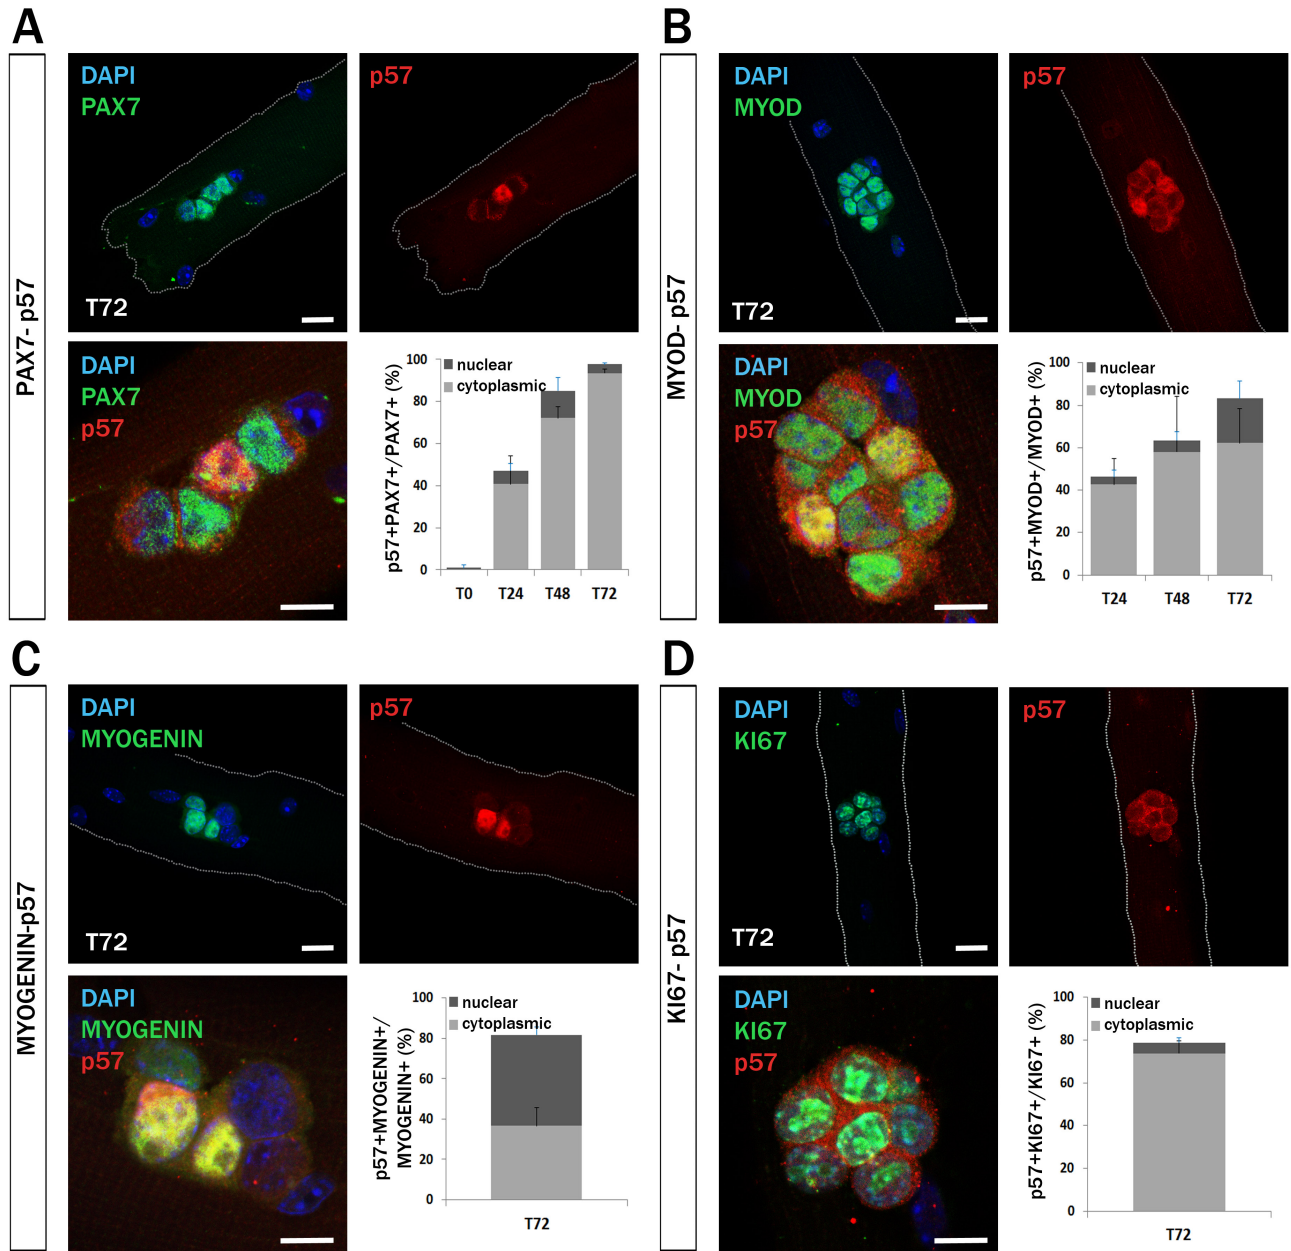 A
PAX7- p57
DAPI
PAX7
T72
p57
DAPI
PAX7
p57
p57+PAX7+/PAX7+ (%)
100
80
60
40
20
0
nuclear
cytoplasmic
T0 T24 T48 T72
B
MYOD- p57
DAPI
MYOD
T72
p57
DAPI
MYOD
p57
p57+MYOD+/MYOD+ (%)
100
80
60
40
20
0
nuclear
cytoplasmic
T24 T48 T72
C
MYOGENIN-p57
DAPI
MYOGENIN
T72
p57
DAPI
MYOGENIN
p57
p57+MYOGENIN+/
MYOGENIN+ (%)
100
80
60
40
20
0
nuclear
cytoplasmic
T72
D
KI67- p57
DAPI
KI67
T72
p57
DAPI
KI67
p57
p57+KI67+/KI67+ (%)
100
80
60
40
20
0
nuclear
cytoplasmic
T72